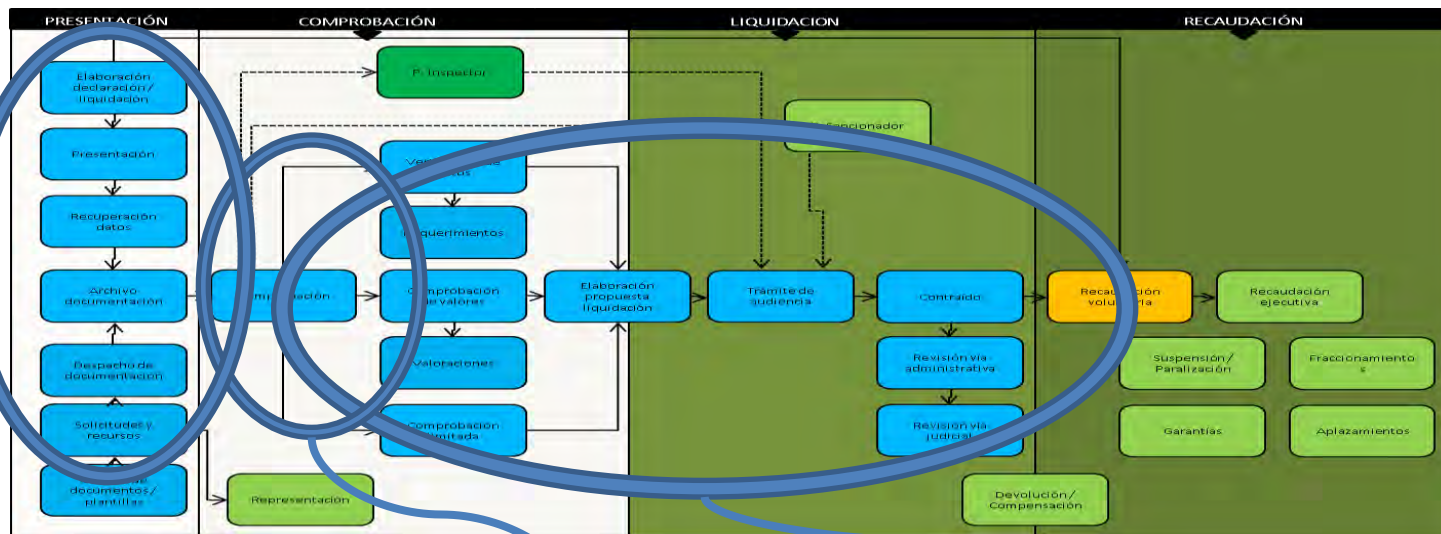 PRESENTACIÓN
COMPROBACIÓN
LIQUIDACION
RECAUDACIÓN
Elaboración
declaración/
liquidación
Presentación
Recuperación
datos
Archivo
documentación
Despacho de
documentación
Solicitudes y
recursos
documentos/
plantillas
P. Inspector
Requerimientos
Comprobación
Valoraciones
Comprobación
Representación
Elaboración
propuesta
liquidación
Trámite de
audiencia
Contraído
Revisión vía
administrativa
Revisión vía
judicial
Devolución/
Compensación
Recaudación
voluntaria
Recaudación
ejecutiva
Suspensión/
Paralización
Fraccionamiento
s
Garantías
Aplazamientos